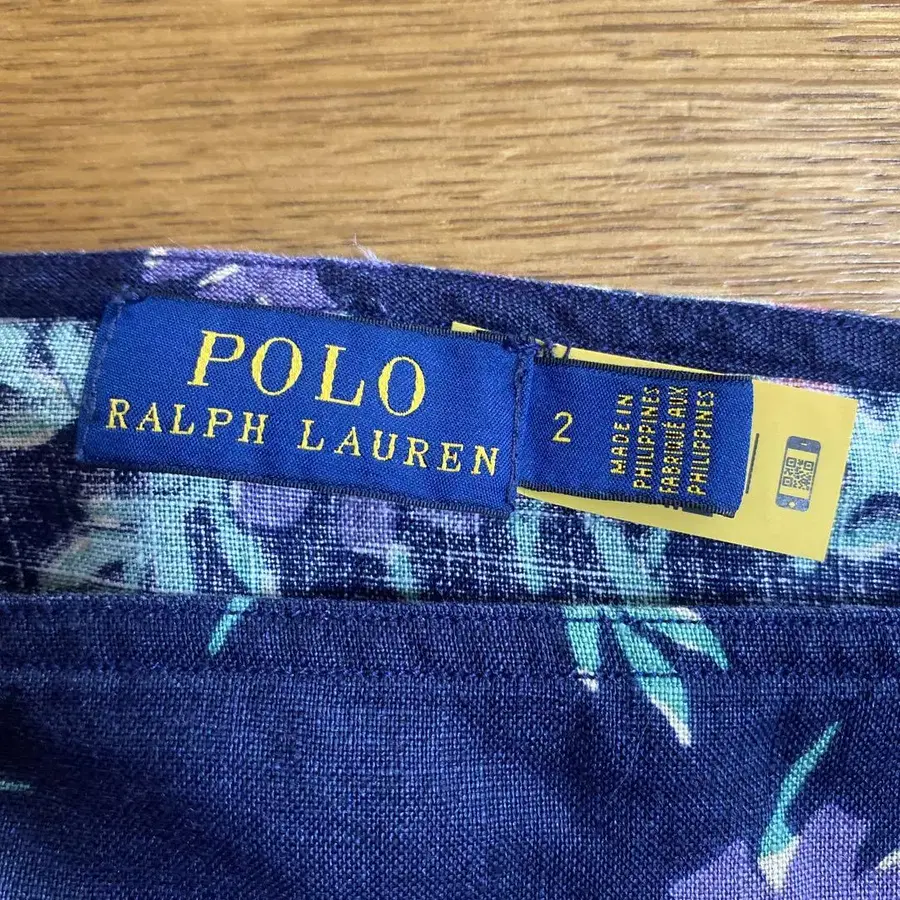 POLO
RALPH LAUREN
2
MADE IN
PHILIPPINES
FABRIQUÉ AUX
PHILIPPINES